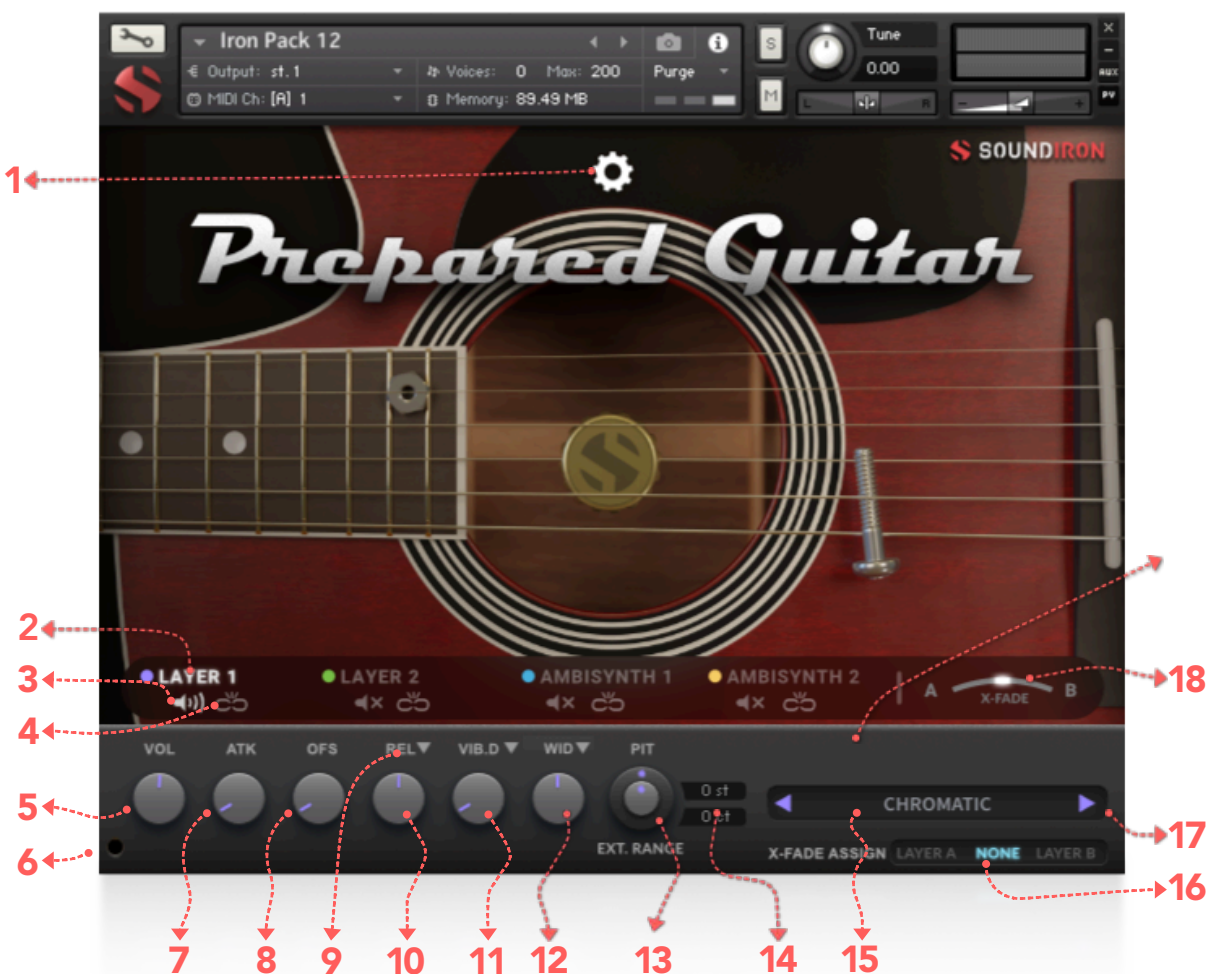 Iron Pack 12
Output: st.1
Voices: 0 Max: 200
Purge
MIDI Ch: [A] 1
Memory: 89.49 MB
S
M
Tune
0.00
L R
- +
×
-
AUX
PV
SOUNDIRON
1
Prepared Guitar
2
3
4
LAYER 1
LAYER 2
AMBISYNTH 1
AMBISYNTH 2
A
X-FADE
B
18
VOL
ATK
OFS
REL
VIB.D
WID
PIT
5
0 st
0 ct
CHROMATIC
17
6
EXT. RANGE
X-FADE ASSIGN
LAYER A
NONE
LAYER B
16
7
8
9
10
11
12
13
14
15